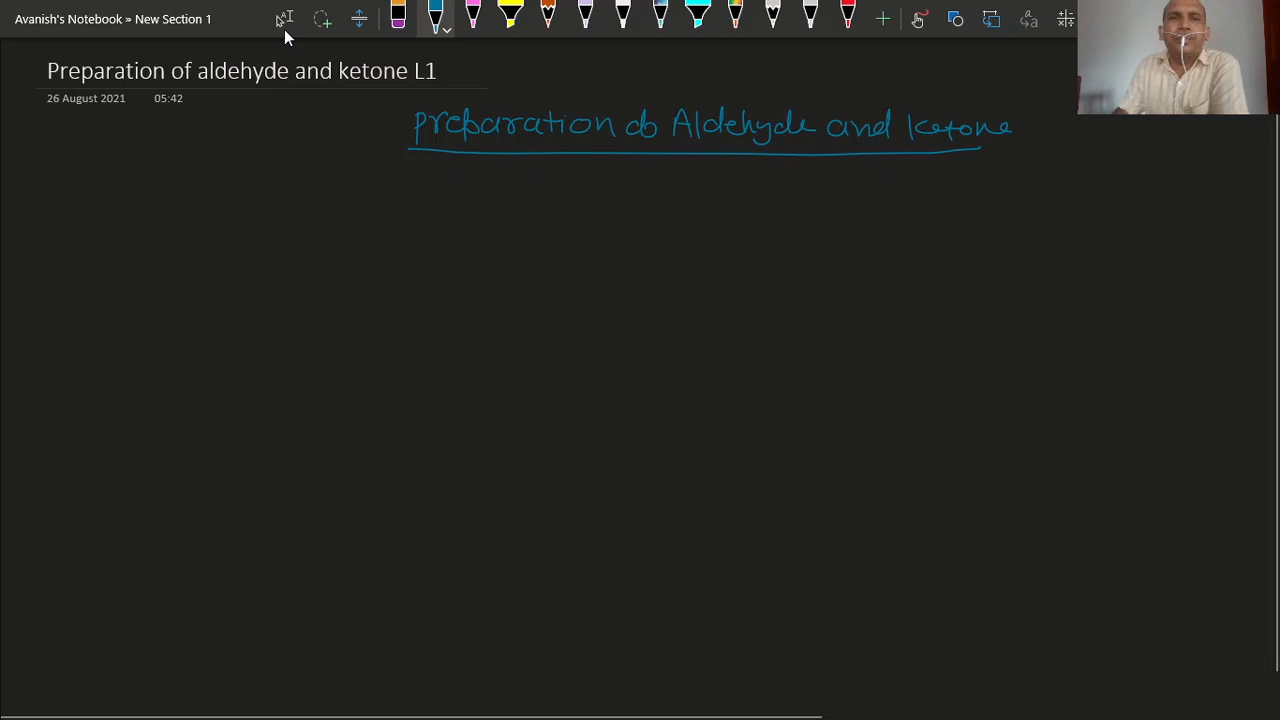 Avanish's Notebook » New Section 1
Preparation of aldehyde and ketone L1
26 August 2021 05:42
Preparation of Aldehyde and Ketone